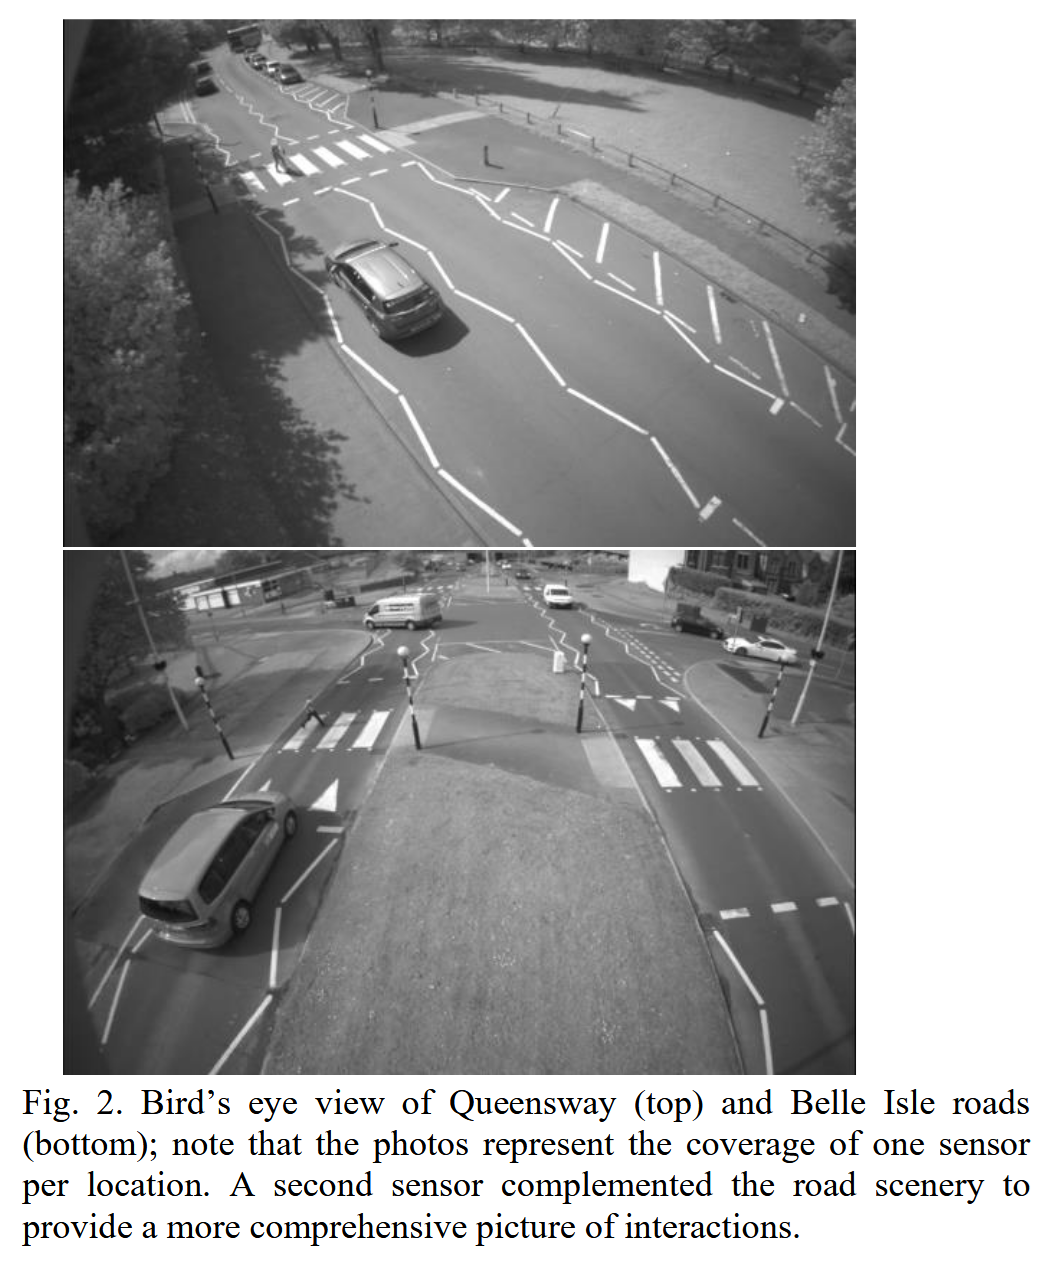 Fig. 2. Bird’s eye view of Queensway (top) and Belle Isle roads
(bottom); note that the photos represent the coverage of one sensor
per location. A second sensor complemented the road scenery to
provide a more comprehensive picture of interactions.